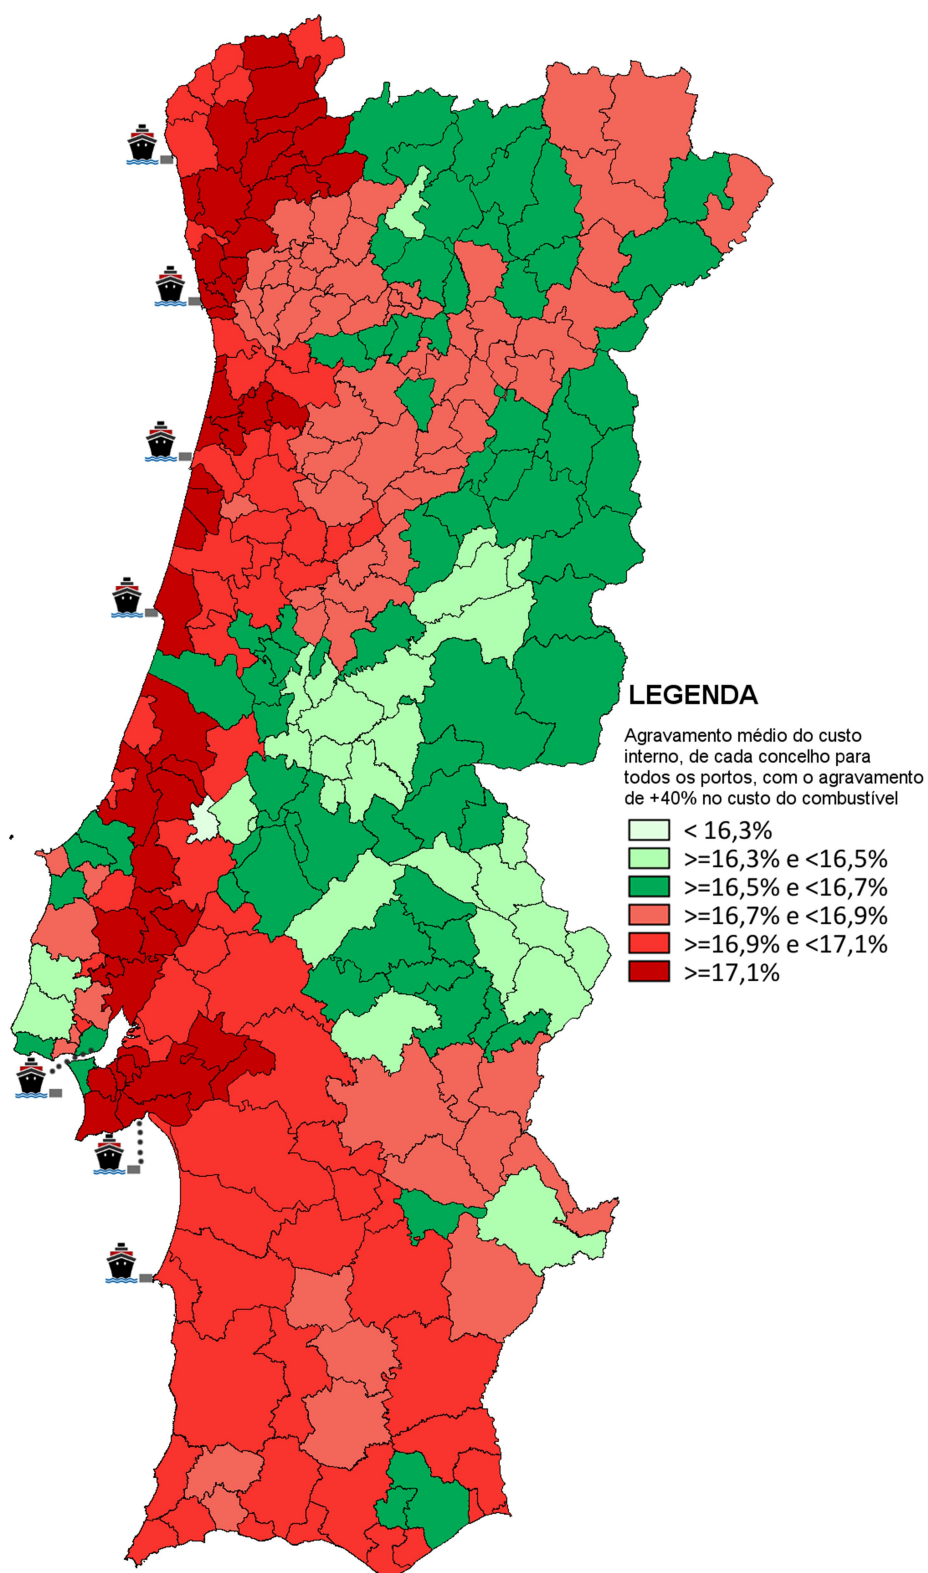 LEGENDA
Agravamento médio do custo
interno, de cada concelho para
todos os portos, com o agravamento
de +40% no custo do combustível
< 16,3%
>=16,3% e <16,5%
>=16,5% e <16,7%
>=16,7% e <16,9%
>=16,9% e <17,1%
>=17,1%